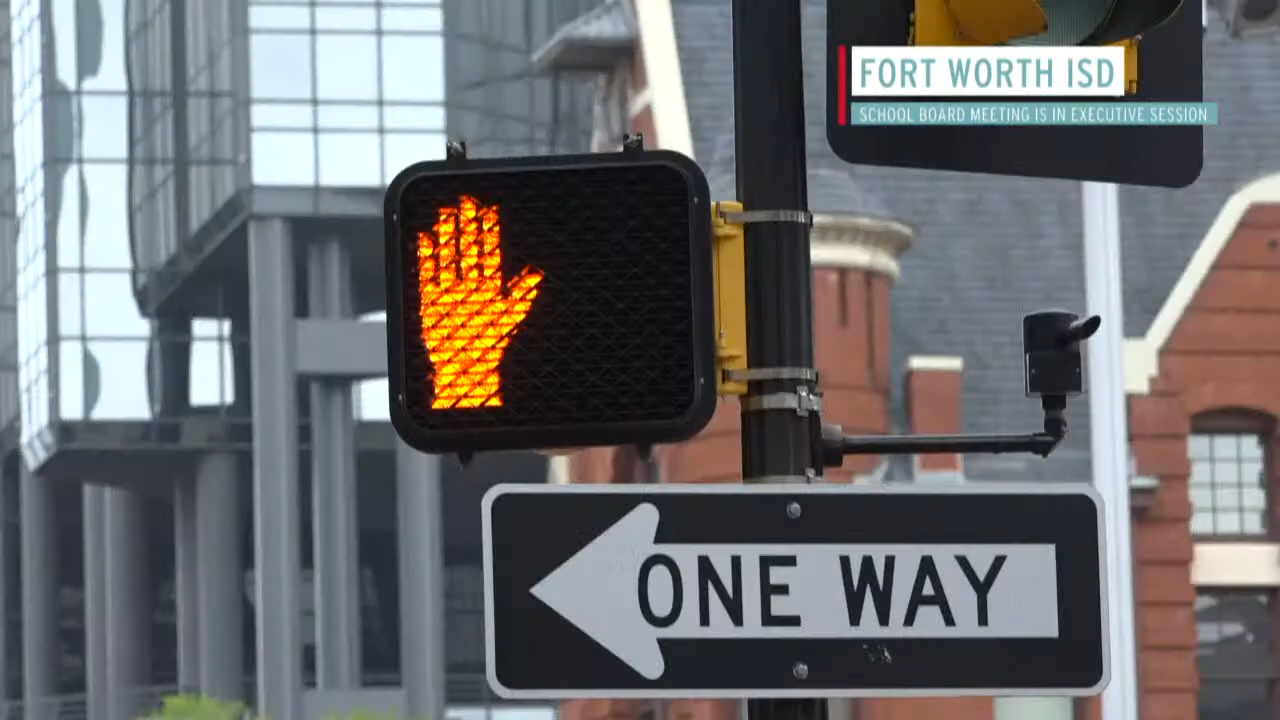 FORT WORTH ISD
SCHOOL BOARD MEETING IS IN EXECUTIVE SESSION
ONE WAY